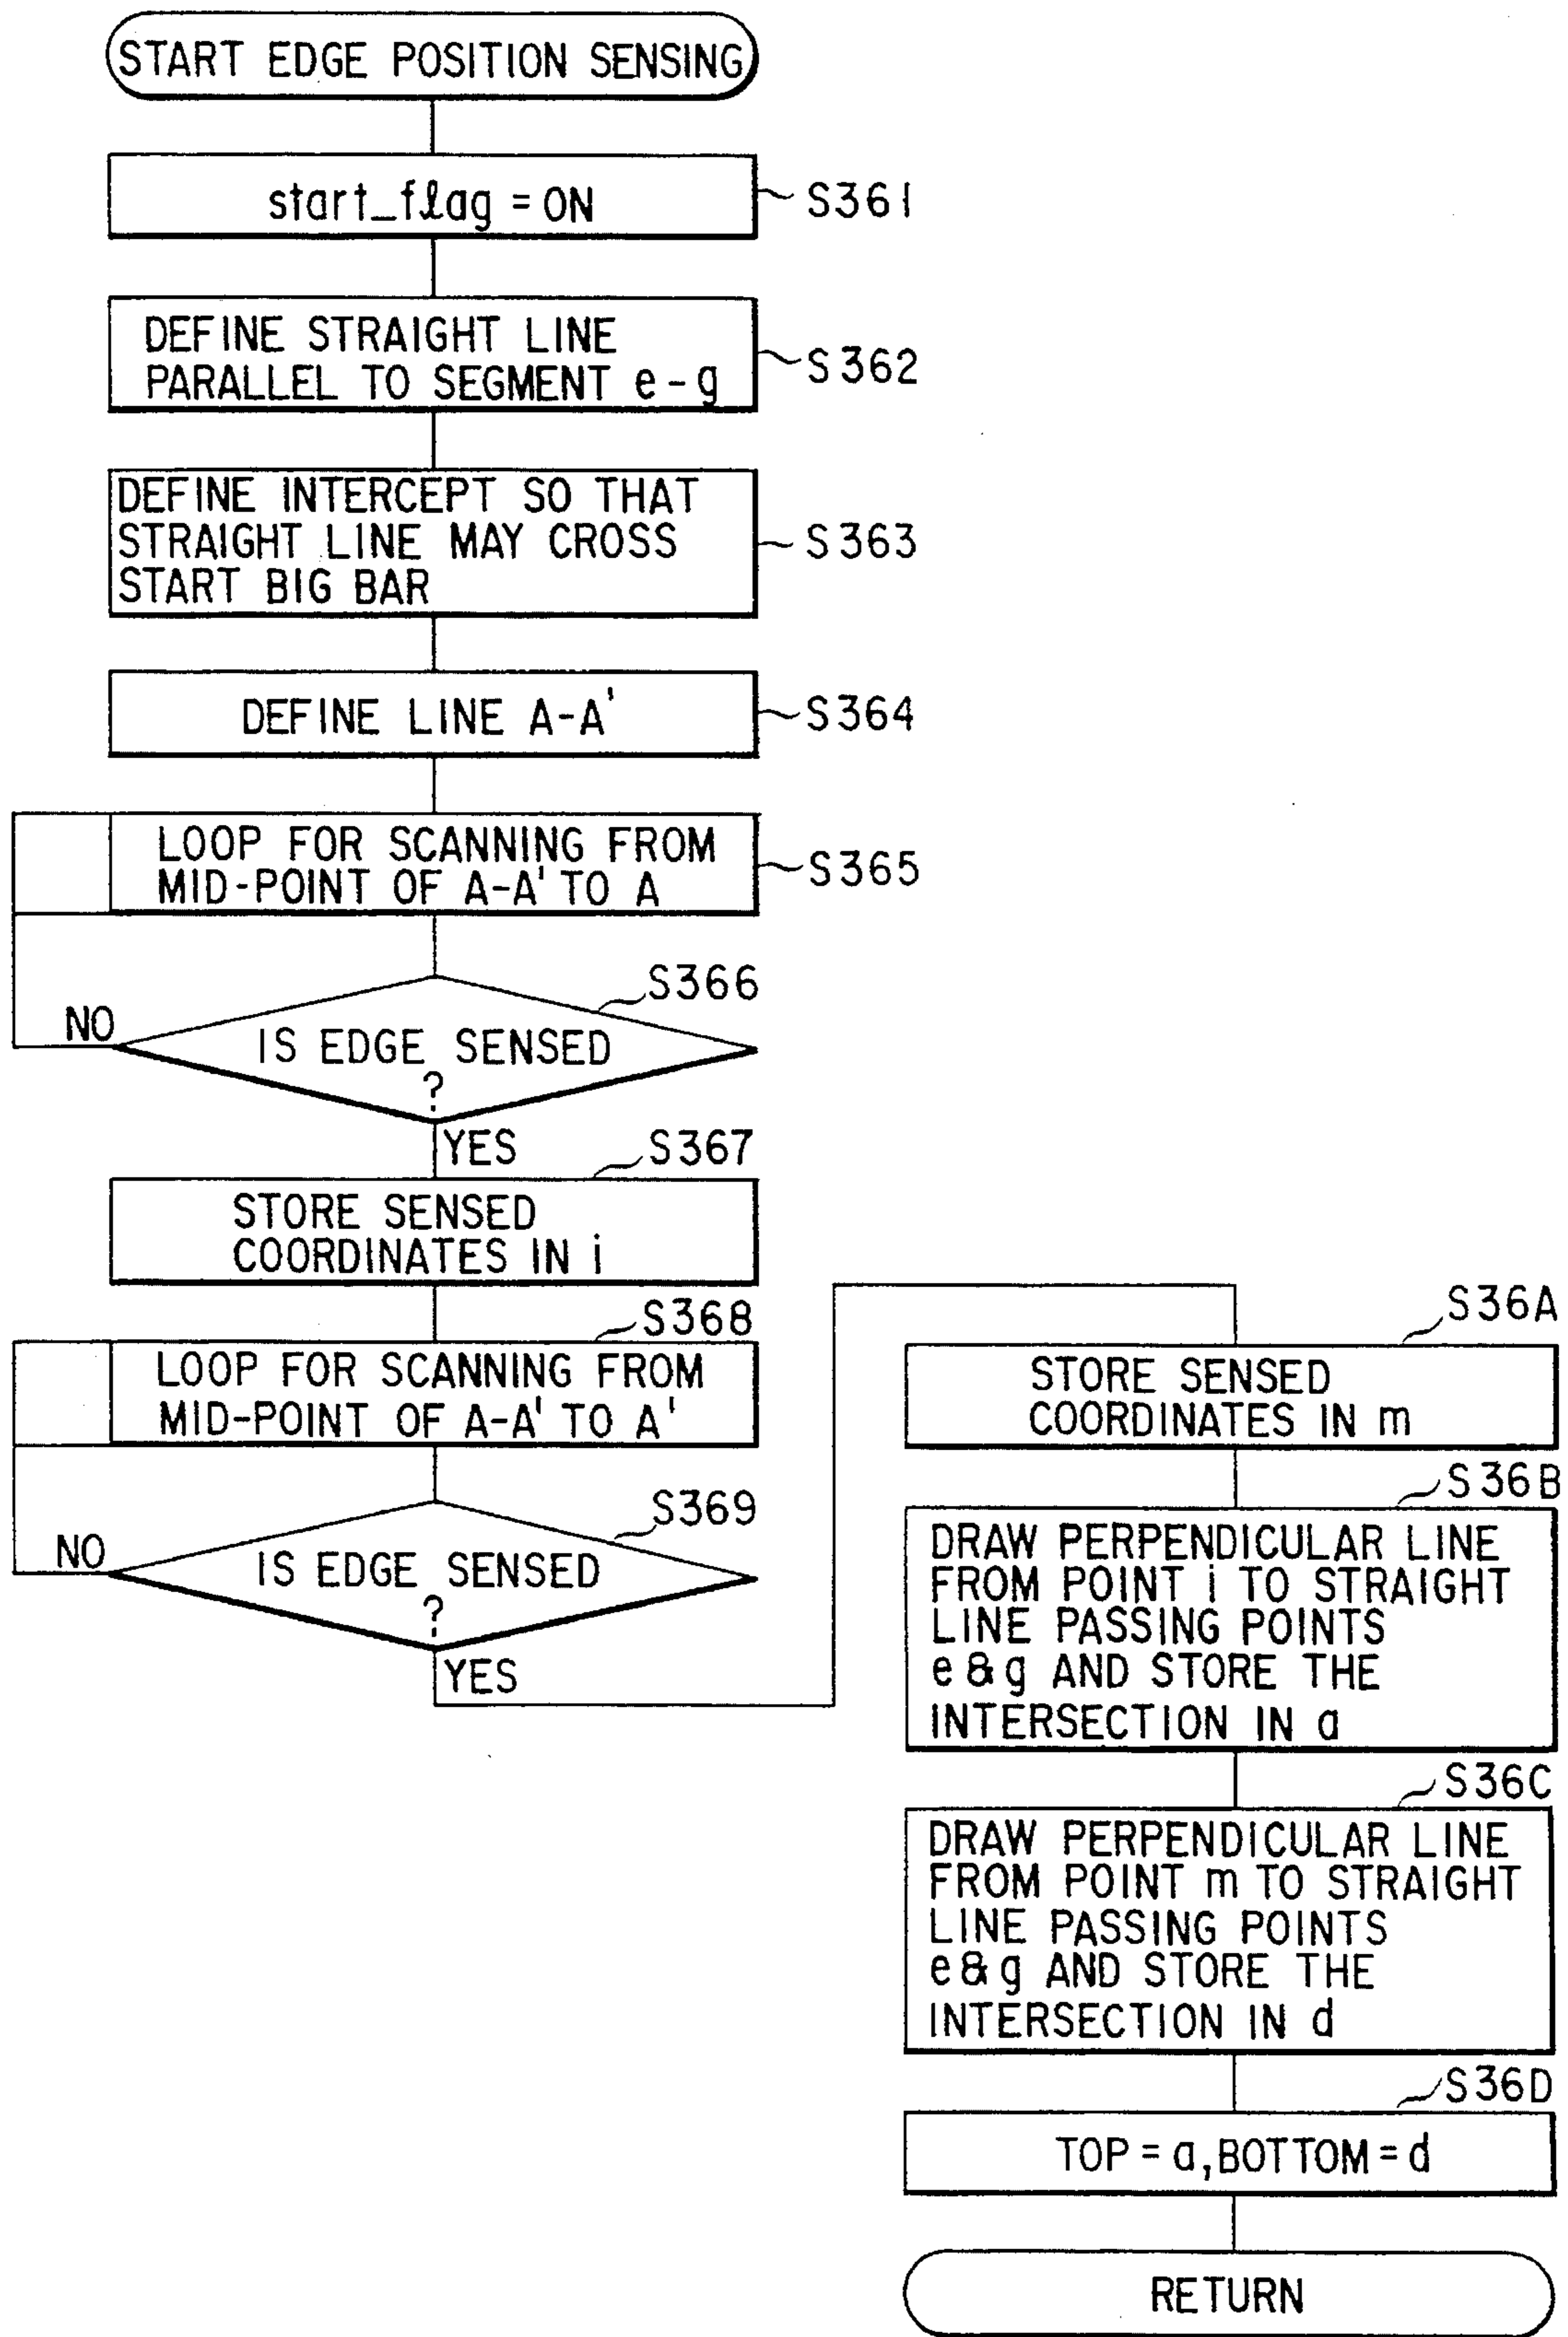 START EDGE POSITION SENSING
start_flag = ON
S361
DEFINE STRAIGHT LINE
PARALLEL TO SEGMENT e-g
S362
DEFINE INTERCEPT SO THAT
STRAIGHT LINE MAY CROSS
START BIG BAR
S363
DEFINE LINE A-A'
S364
LOOP FOR SCANNING FROM
MID-POINT OF A-A' TO A
S365
S366
NO
IS EDGE SENSED
?
YES
S367
STORE SENSED
COORDINATES IN i
S368
LOOP FOR SCANNING FROM
MID-POINT OF A-A' TO A'
S369
NO
IS EDGE SENSED
?
YES
S36A
STORE SENSED
COORDINATES IN m
S36B
DRAW PERPENDICULAR LINE
FROM POINT i TO STRAIGHT
LINE PASSING POINTS
e & g AND STORE THE
INTERSECTION IN a
S36C
DRAW PERPENDICULAR LINE
FROM POINT m TO STRAIGHT
LINE PASSING POINTS
e & g AND STORE THE
INTERSECTION IN d
S36D
TOP = a, BOTTOM = d
RETURN